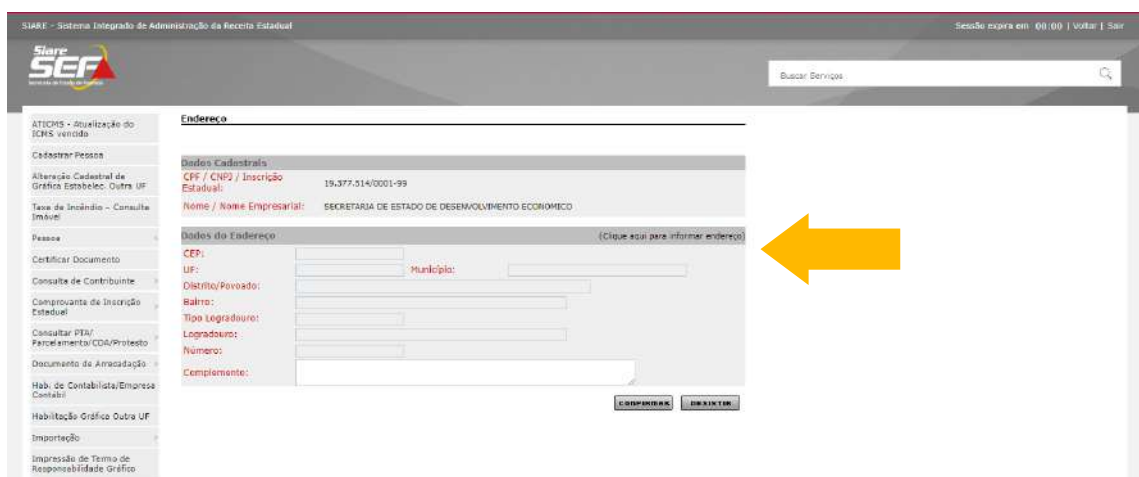 SIARE - Sistema Integrado de Administração da Receita Estadual
Sessão expira em 00:00 | Voltar | Sair
Siare
SEF
Buscar Serviços
ATICMS - Atualização do
ICMS vencido
Cadastrar Pessoa
Alteração Cadastral de
Gráfica Estabelec. Outra UF
Taxa de Incêndio - Consulta
Imóvel
Pessoa
Certificar Documento
Consulta de Contribuinte
Comprovante de Inscrição
Estadual
Consultar PTA/
Parcelamento/CDA/Protesto
Documento de Arrecadação
Hab. de Contabilista/Empresa
Contábil
Habilitação Gráfica Outra UF
Importação
Impressão de Termo de
Responsabilidade Gráfico
Endereço
Dados Cadastrais
CPF / CNPJ / Inscrição
Estadual:
19.377.514/0001-99
Nome / Nome Empresarial: SECRETARIA DE ESTADO DE DESENVOLVIMENTO ECONOMICO
Dados do Endereço (Clique aqui para informar endereço)
CEP:
UF: Município:
Distrito/Povoado:
Bairro:
Tipo Logradouro:
Logradouro:
Número:
Complemento:
CONFIRMAR DESISTIR